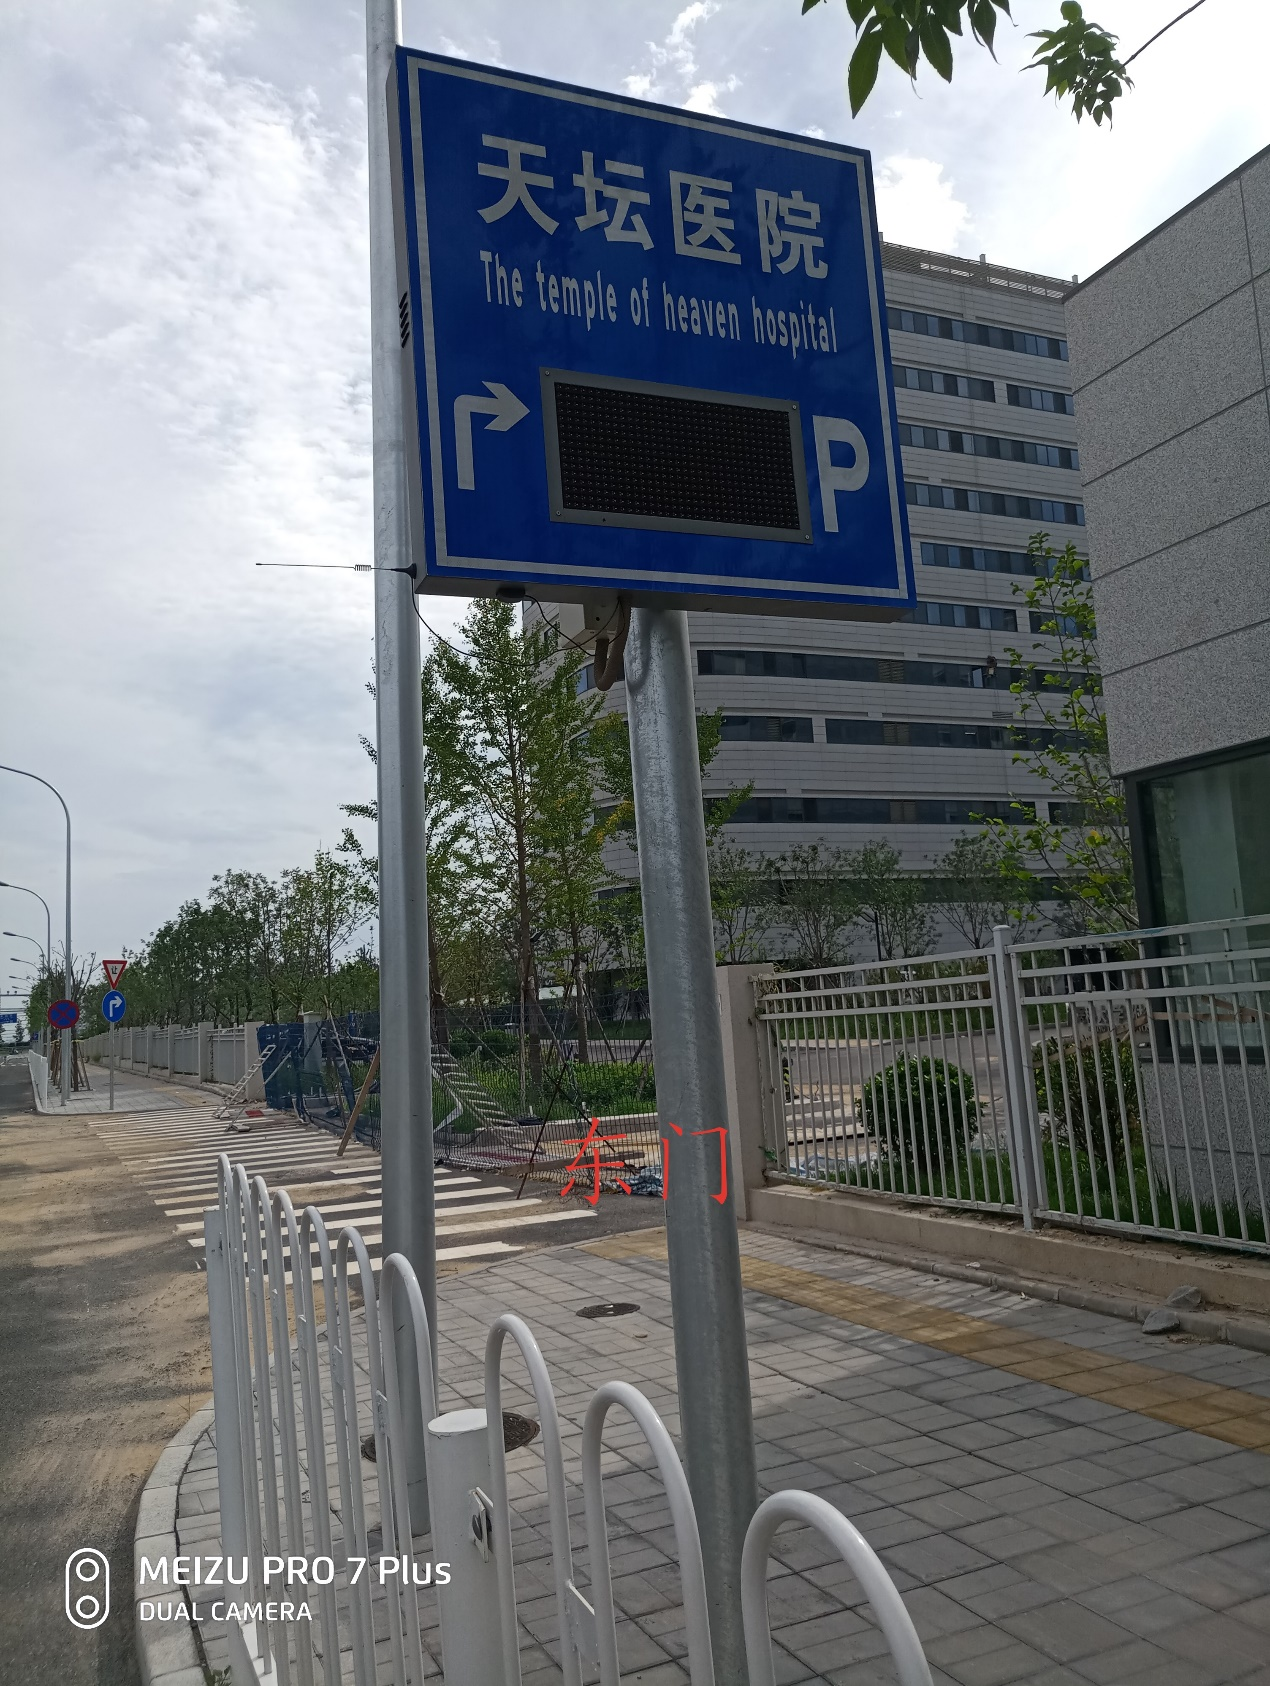 天坛医院
The temple of heaven hospital
P
东门
MEIZU PRO 7 Plus
DUAL CAMERA